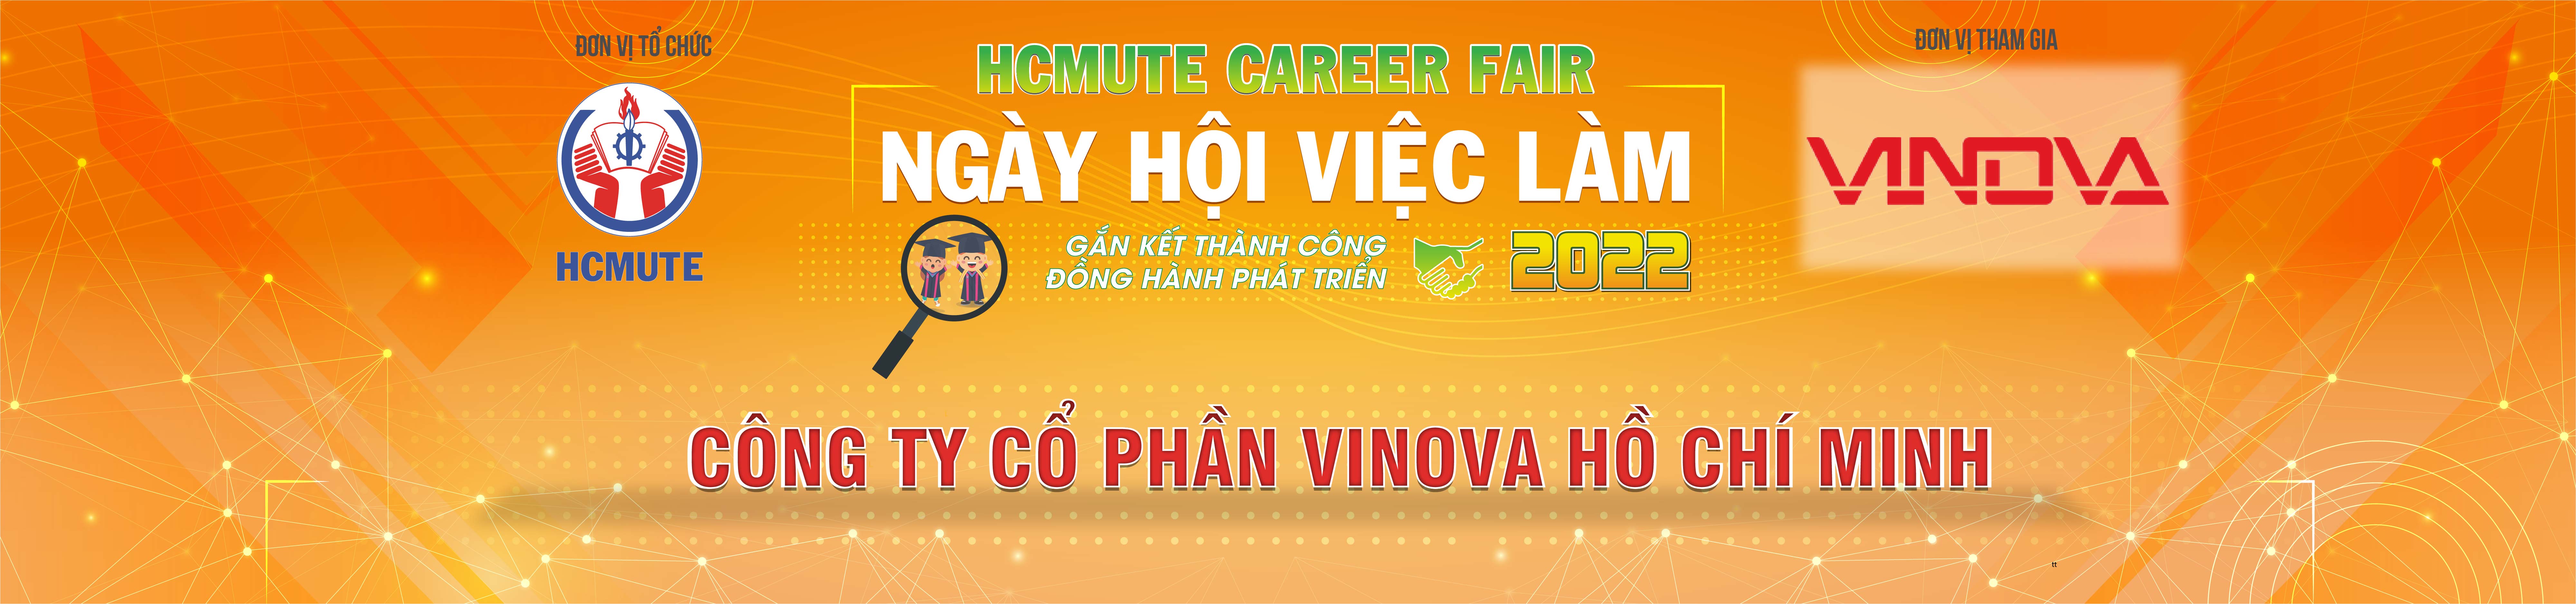 ĐƠN VỊ TỔ CHỨC
HCMUTE
HCMUTE CAREER FAIR
NGÀY HỘI VIỆC LÀM
GẮN KẾT THÀNH CÔNG
ĐỒNG HÀNH PHÁT TRIỂN
2022
ĐƠN VỊ THAM GIA
VINOVA
CÔNG TY CỔ PHẦN VINOVA HỒ CHÍ MINH
tt